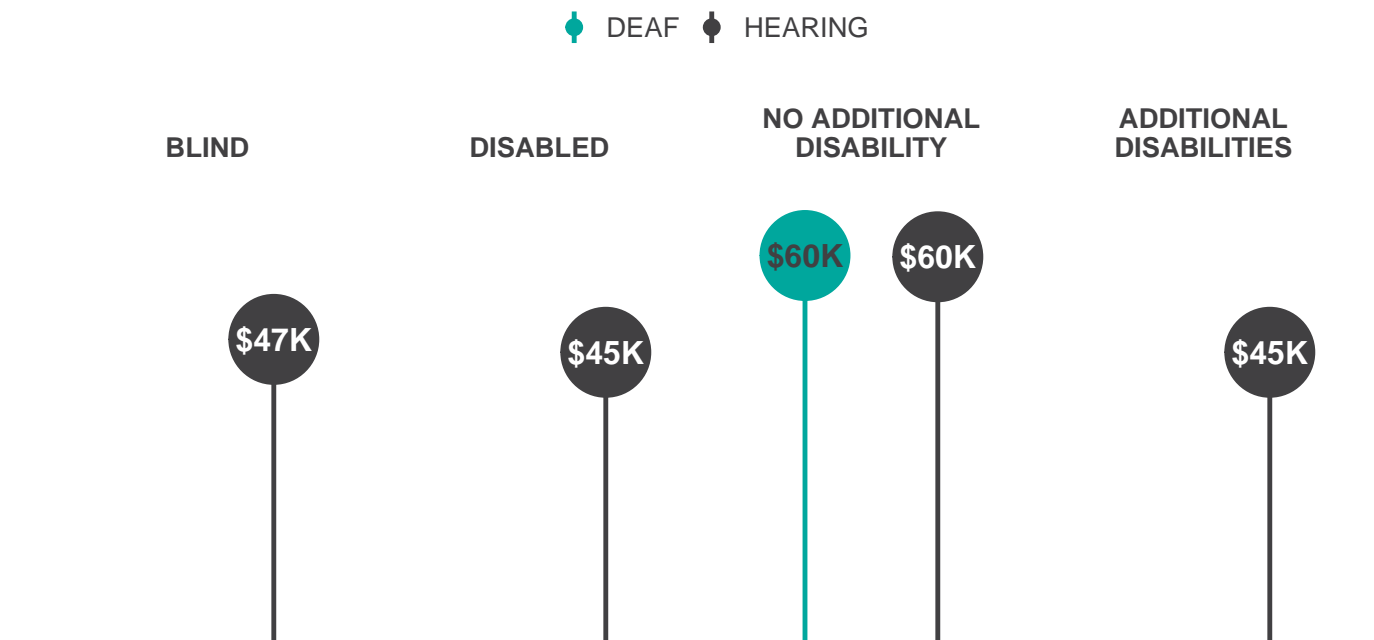 DEAF HEARING
BLIND
DISABLED
NO ADDITIONAL
DISABILITY
ADDITIONAL
DISABILITIES
$47K
$45K
$60K
$60K
$45K